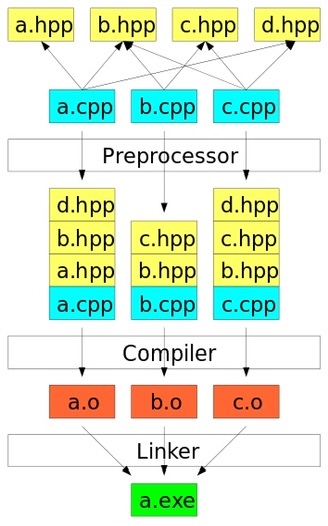 a.hpp b.hpp c.hpp d.hpp
a.cpp b.cpp c.cpp
Preprocessor
d.hpp d.hpp
b.hpp c.hpp c.hpp
a.hpp b.hpp b.hpp
a.cpp b.cpp c.cpp
Compiler
a.o b.o c.o
Linker
a.exe